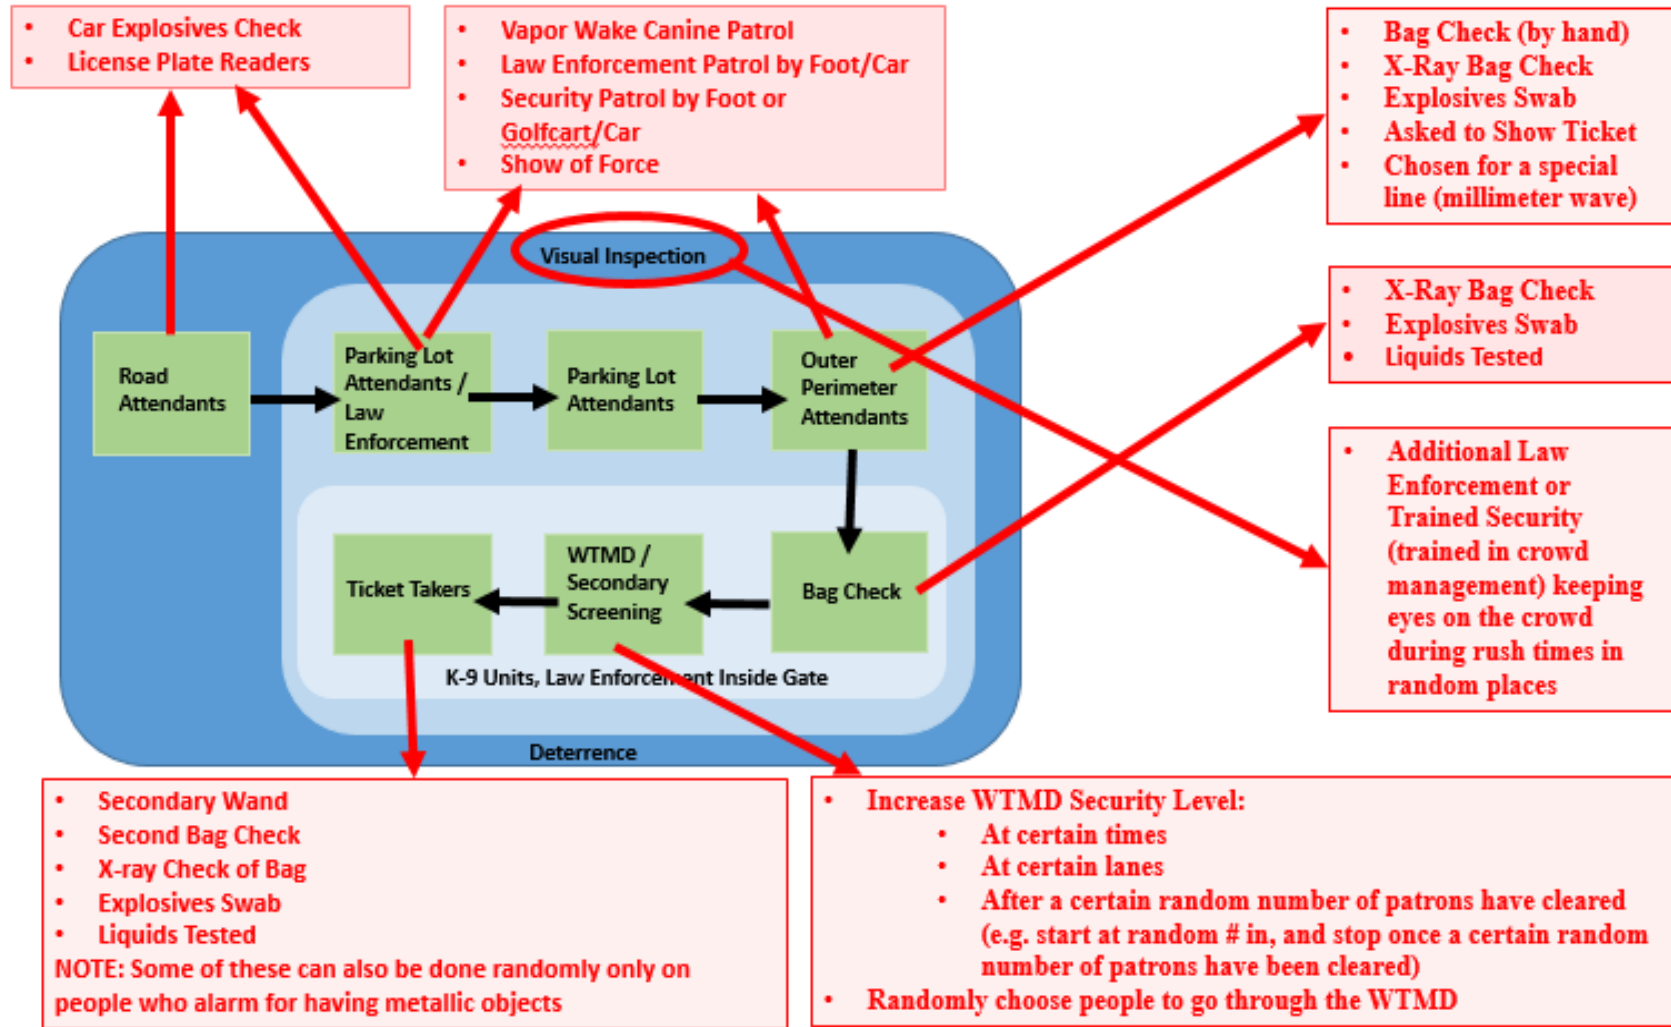 • Car Explosives Check
• License Plate Readers
• Vapor Wake Canine Patrol
• Law Enforcement Patrol by Foot/Car
• Security Patrol by Foot or
Golfcart/Car
• Show of Force
• Bag Check (by hand)
• X-Ray Bag Check
• Explosives Swab
• Asked to Show Ticket
• Chosen for a special
line (millimeter wave)
Visual Inspection
Road
Attendants
Parking Lot
Attendants /
Law
Enforcement
Parking Lot
Attendants
Outer
Perimeter
Attendants
• X-Ray Bag Check
• Explosives Swab
• Liquids Tested
Ticket Takers
WTMD /
Secondary
Screening
Bag Check
K-9 Units, Law Enforcement Inside Gate
Deterrence
• Additional Law
Enforcement or
Trained Security
(trained in crowd
management) keeping
eyes on the crowd
during rush times in
random places
• Secondary Wand
• Second Bag Check
• X-ray Check of Bag
• Explosives Swab
• Liquids Tested
NOTE: Some of these can also be done randomly only on
people who alarm for having metallic objects
• Increase WTMD Security Level:
• At certain times
• At certain lanes
• After a certain random number of patrons have cleared
(e.g. start at random # in, and stop once a certain random
number of patrons have been cleared)
• Randomly choose people to go through the WTMD